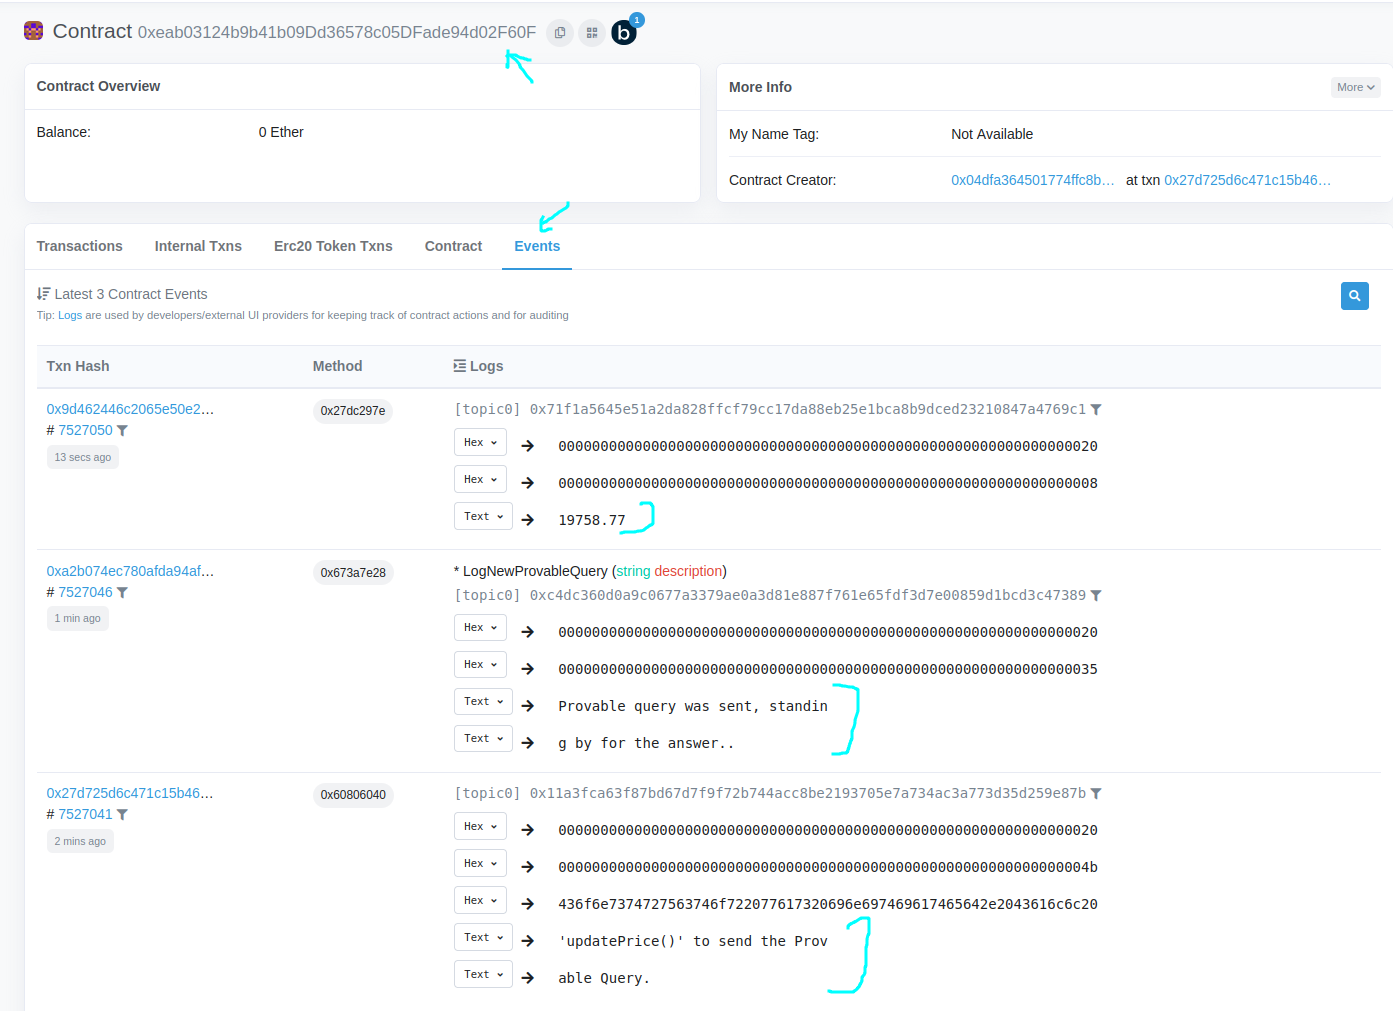 Contract 0xeab03124b9b41b09Dd36578c05DFade94d02F60F
b 1
Contract Overview
Balance: 0 Ether
More Info
More
My Name Tag: Not Available
Contract Creator: 0x04dfa364501774ffc8b... at txn 0x27d725d6c471c15b46...
Transactions Internal Txns Erc20 Token Txns Contract Events
Latest 3 Contract Events
Tip: Logs are used by developers/external UI providers for keeping track of contract actions and for auditing
Txn Hash Method Logs
0x9d462446c2065e50e2... 0x27dc297e [topic0] 0x71f1a5645e51a2da828ffcf79cc17da88eb25e1bca8b9dced23210847a4769c1
# 7527050
13 secs ago
Hex 0000000000000000000000000000000000000000000000000000000000000020
Hex 0000000000000000000000000000000000000000000000000000000000000008
Text 19758.77
0xa2b074ec780afda94af... 0x673a7e28 * LogNewProvableQuery (string description)
# 7527046
[topic0] 0xc4dc360d0a9c0677a3379ae0a3d81e887f761e65fdf3d7e00859d1bcd3c47389
1 min ago
Hex 0000000000000000000000000000000000000000000000000000000000000020
Hex 0000000000000000000000000000000000000000000000000000000000000035
Text Provable query was sent, standin
Text g by for the answer..
0x27d725d6c471c15b46... 0x60806040 [topic0] 0x11a3fca63f87bd67d7f9f72b744acc8be2193705e7a734ac3a773d35d259e87b
# 7527041
2 mins ago
Hex 0000000000000000000000000000000000000000000000000000000000000020
Hex 000000000000000000000000000000000000000000000000000000000000004b
Hex 436f6e7374727563746f722077617320696e697469617465642e2043616c6c20
Text 'updatePrice()' to send the Prov
Text able Query.